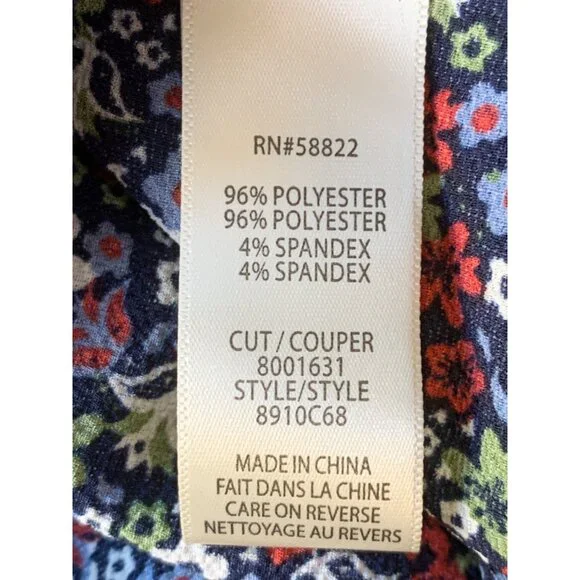 RN#58822
96% POLYESTER
96% POLYESTER
4% SPANDEX
4% SPANDEX
CUT / COUPER
8001631
STYLE/STYLE
8910C68
MADE IN CHINA
FAIT DANS LA CHINE
CARE ON REVERSE
NETTOYAGE AU REVERS